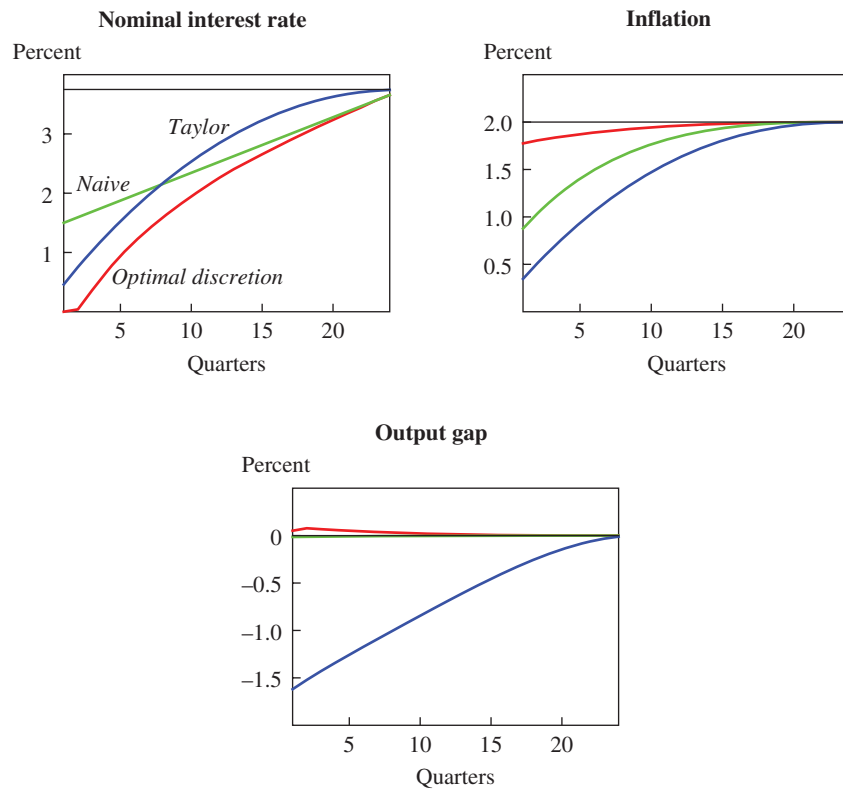 Nominal interest rate
Percent
3
2
1
Taylor
Naive
Optimal discretion
5 10 15 20
Quarters
Inflation
Percent
2.0
1.5
1.0
0.5
5 10 15 20
Quarters
Output gap
Percent
0
–0.5
–1.0
–1.5
5 10 15 20
Quarters